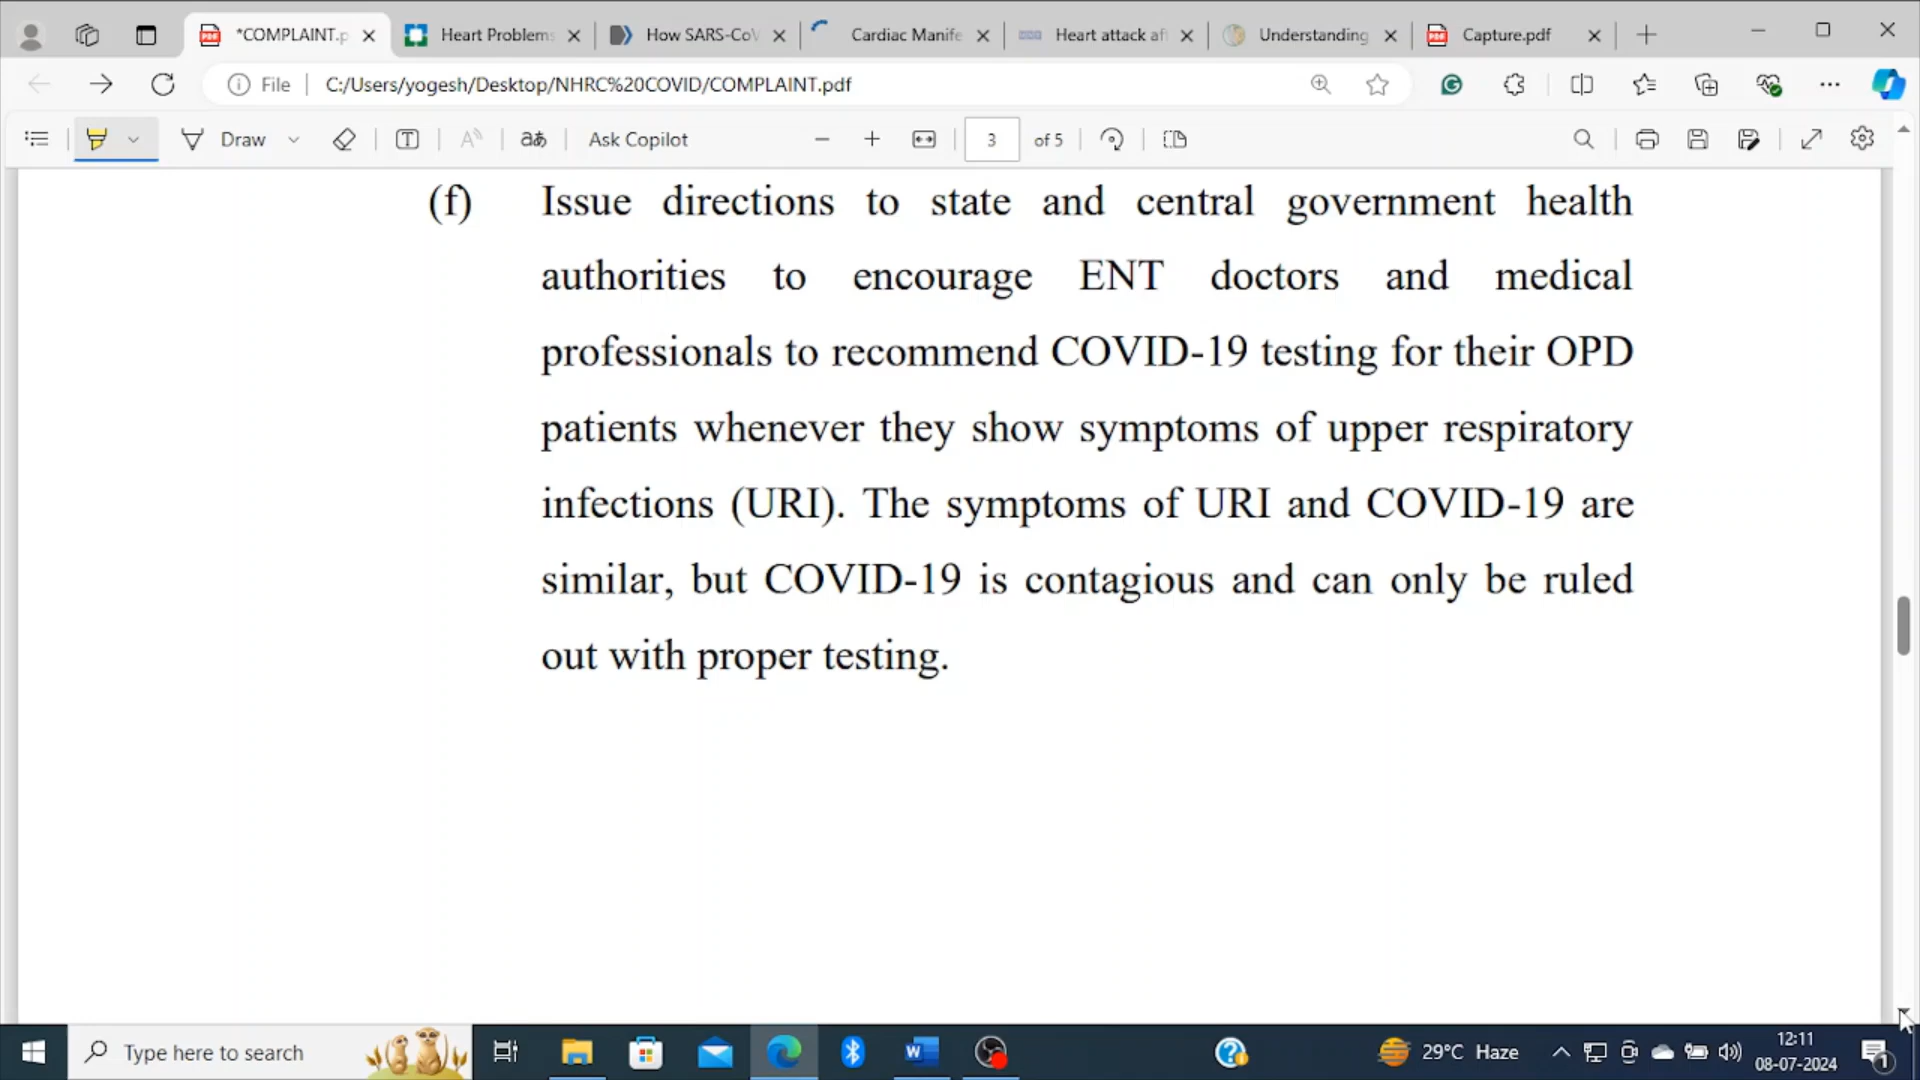 *COMPLAINT.p
Heart Problems
How SARS-CoV
Cardiac Manife
Heart attack aft
Understanding
Capture.pdf
File
C:/Users/yogesh/Desktop/NHRC%20COVID/COMPLAINT.pdf
Draw
Ask Copilot
3
of 5
(f) Issue directions to state and central government health
authorities to encourage ENT doctors and medical
professionals to recommend COVID-19 testing for their OPD
patients whenever they show symptoms of upper respiratory
infections (URI). The symptoms of URI and COVID-19 are
similar, but COVID-19 is contagious and can only be ruled
out with proper testing.
Type here to search
29°C Haze
12:11
08-07-2024
1